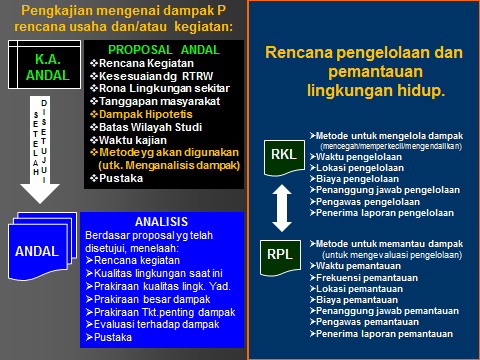 Pengkajian mengenai dampak P
rencana usaha dan/atau kegiatan:
K.A.
ANDAL
PROPOSAL ANDAL
➢Rencana Kegiatan
➢Kesesuaian dg RTRW
➢Rona Lingkungan sekitar
➢Tanggapan masyarakat
➢Dampak Hipotetis
➢Batas Wilayah Studi
➢Waktu kajian
➢Metode yg akan digunakan
(utk. Menganalisis dampak)
➢Pustaka
SETELAH
DISETUJUI
ANDAL
ANALISIS
Berdasar proposal yg telah
disetujui, menelaah:
➢Rencana kegiatan
➢Kualitas lingkungan saat ini
➢Prakiraan kualitas lingk. Yad.
➢Prakiraan besar dampak
➢Prakiraan Tkt.penting dampak
➢Evaluasi terhadap dampak
➢Pustaka
Rencana pengelolaan dan
pemantauan
lingkungan hidup.
RKL
➢Metode untuk mengelola dampak
(mencegah/memperkecil/mengendalikan)
➢Waktu pengelolaan
➢Lokasi pengelolaan
➢Biaya pengelolaan
➢Penanggung jawab pengelolaan
➢Pengawas pengelolaan
➢Penerima laporan pengelolaan
RPL
➢Metode untuk memantau dampak
(untuk mengevaluasi pengelolaan)
➢Waktu pemantauan
➢Frekuensi pemantauan
➢Lokasi pemantauan
➢Biaya pemantauan
➢Penanggung jawab pemantauan
➢Pengawas pemantauan
➢Penerima laporan pemantauan